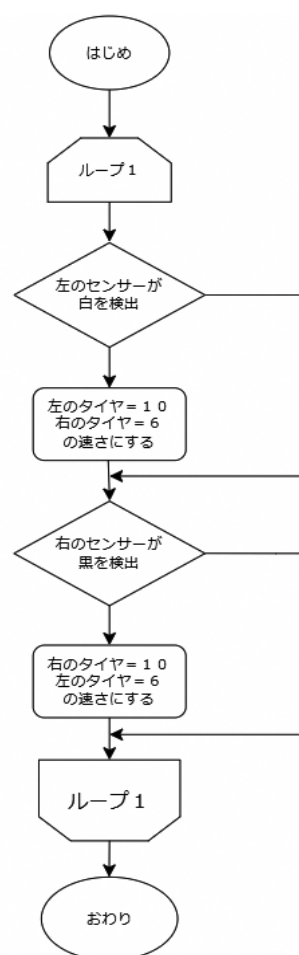 はじめ
ループ１
左のセンサーが
白を検出
左のタイヤ＝１０
右のタイヤ＝６
の速さにする
右のセンサーが
黒を検出
右のタイヤ＝１０
左のタイヤ＝６
の速さにする
ループ１
おわり